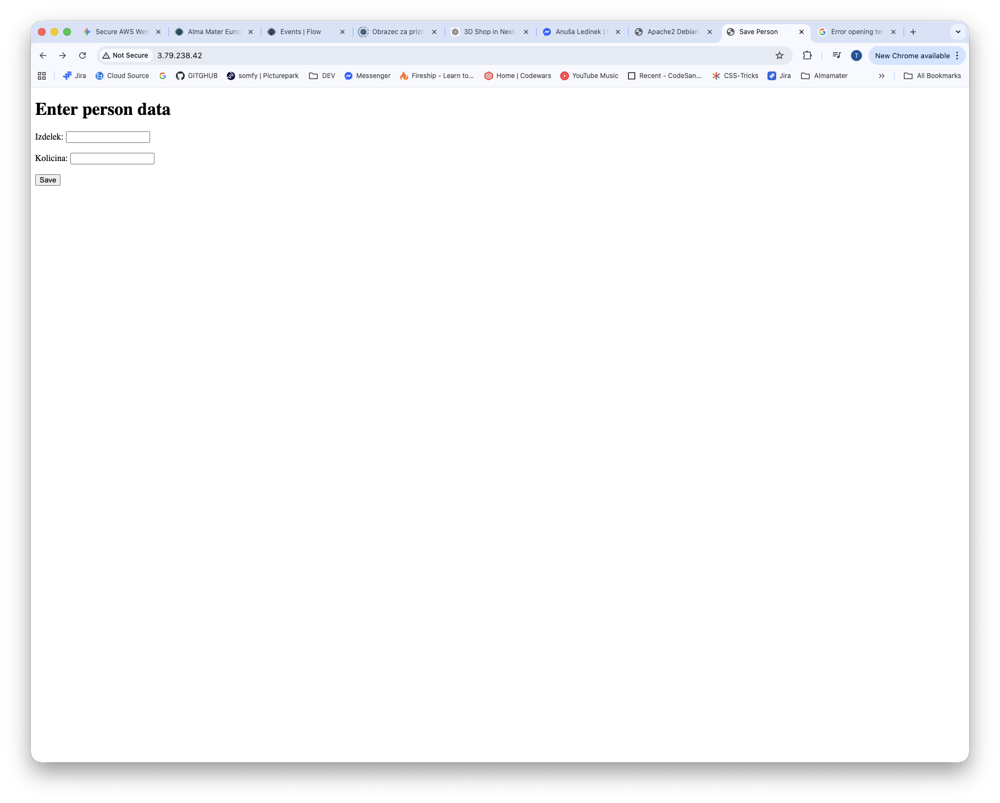 Secure AWS Web
Alma Mater Euro
Events | Flow
Obrazec za prizn
3D Shop in Next.
Anuša Ledinek |
Apache2 Debian
Save Person
Error opening ter
Not Secure
3.79.238.42
T
New Chrome available
Jira
Cloud Source
GITGHUB
somfy | Picturepark
DEV
Messenger
Fireship - Learn to...
Home | Codewars
YouTube Music
Recent - CodeSan...
CSS-Tricks
Jira
Almamater
All Bookmarks
Enter person data
Izdelek:
Kolicina:
Save